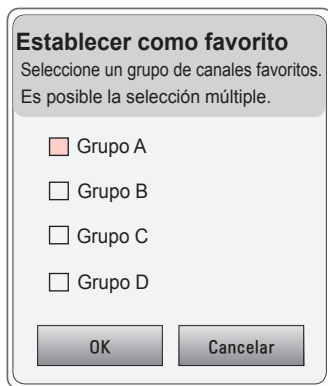 Establecer como favorito
Seleccione un grupo de canales favoritos.
Es posible la selección múltiple.
Grupo A
Grupo B
Grupo C
Grupo D
OK
Cancelar